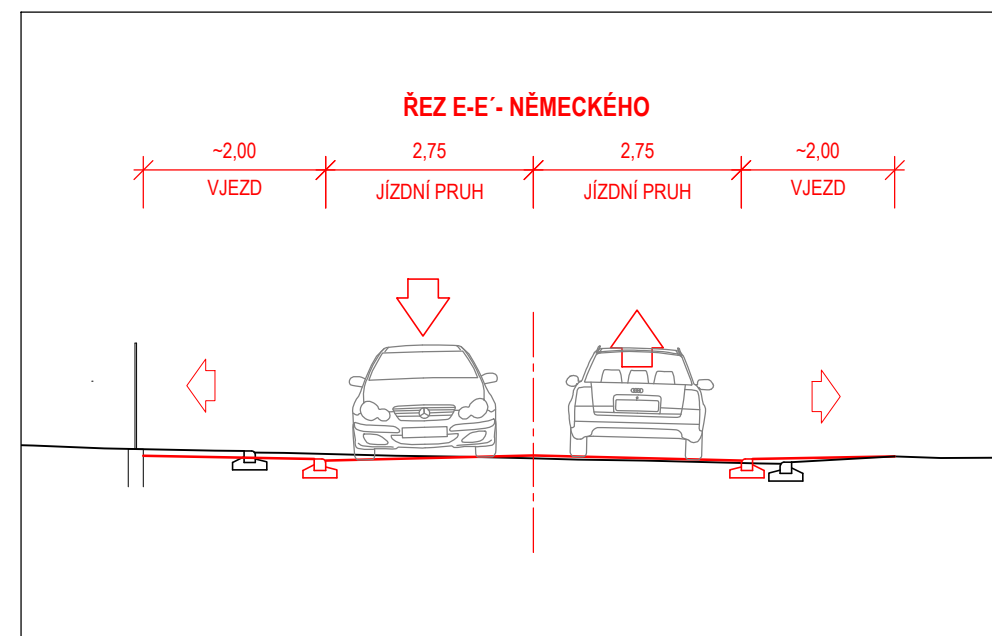 ŘEZ E-E´- NĚMECKÉHO
~2,00 2,75 2,75 ~2,00
VJEZD JÍZDNÍ PRUH JÍZDNÍ PRUH VJEZD